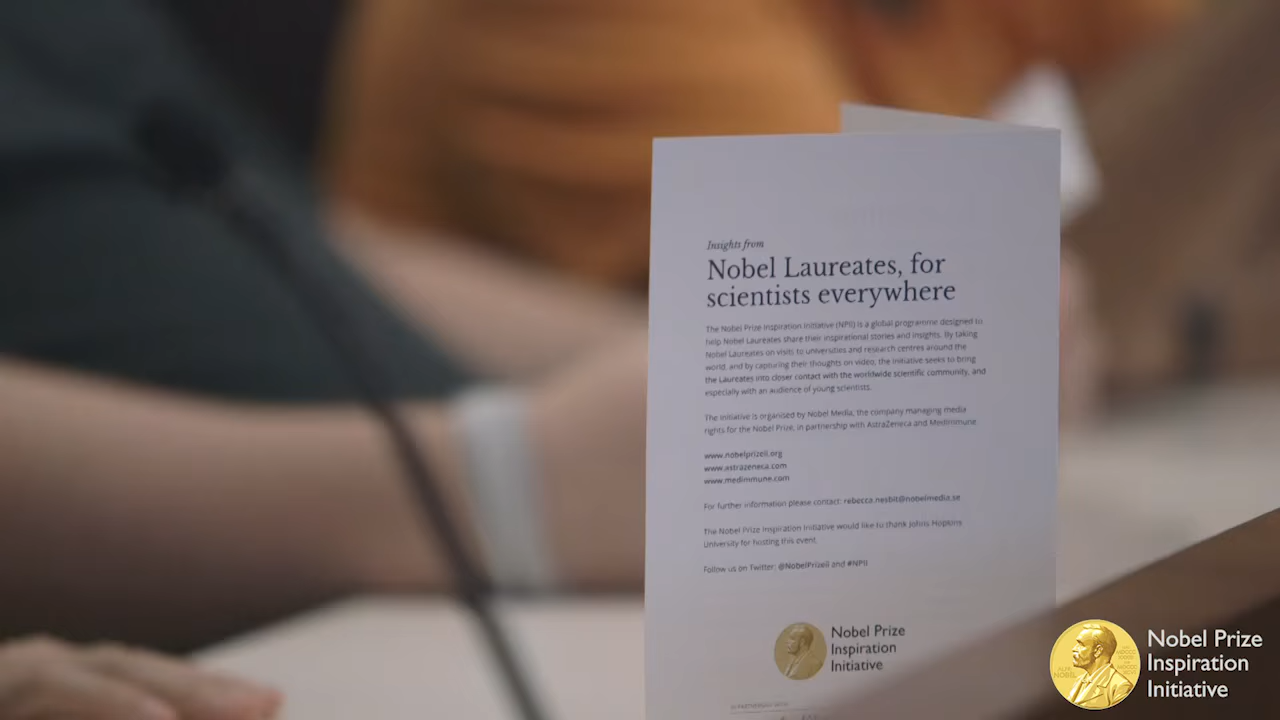 Insights from
Nobel Laureates, for
scientists everywhere
The Nobel Prize Inspiration Initiative (NPII) is a global programme designed to
help Nobel Laureates share their inspirational stories and insights. By taking
Nobel Laureates on visits to universities and research centres around the
world, and by capturing their thoughts on video, the initiative seeks to bring
the Laureates into closer contact with the worldwide scientific community, and
especially with an audience of young scientists.
The initiative is organised by Nobel Media, the company managing media
rights for the Nobel Prize, in partnership with AstraZeneca and MedImmune
www.nobelprizeii.org
www.astrazeneca.com
www.medimmune.com
For further information please contact: rebecca.nesbit@nobelmedia.se
The Nobel Prize Inspiration Initiative would like to thank Johns Hopkins
University for hosting this event.
Follow us on Twitter: @NobelPrizeii and #NPII
Nobel Prize
Inspiration
Initiative
IN PARTNERSHIP WITH
Nobel Prize
Inspiration
Initiative